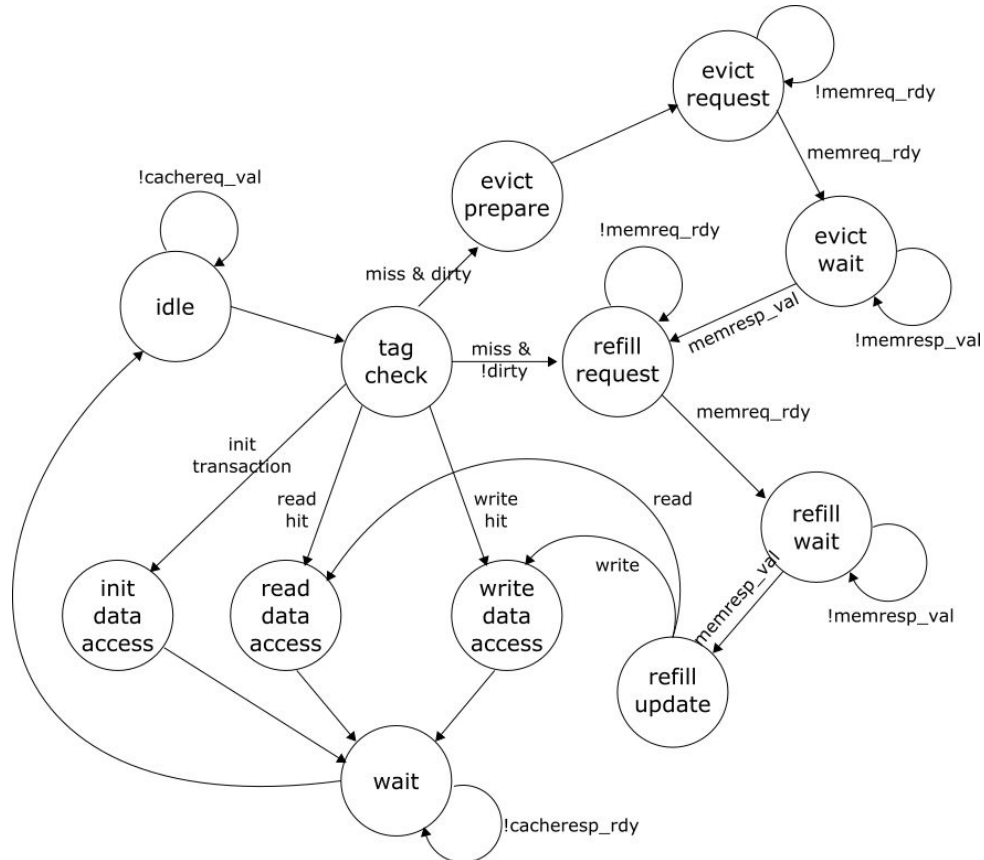 evict
request
!memreq_rdy
memreq_rdy
!cachereq_val
evict
prepare
!memreq_rdy
evict
wait
miss & dirty
idle
memresp_val
!memresp_val
tag
check
miss &
!dirty
refill
request
memreq_rdy
init
transaction
read
hit
write
hit
read
refill
wait
write
memresp_val
!memresp_val
init
data
access
read
data
access
write
data
access
refill
update
wait
!cacheresp_rdy